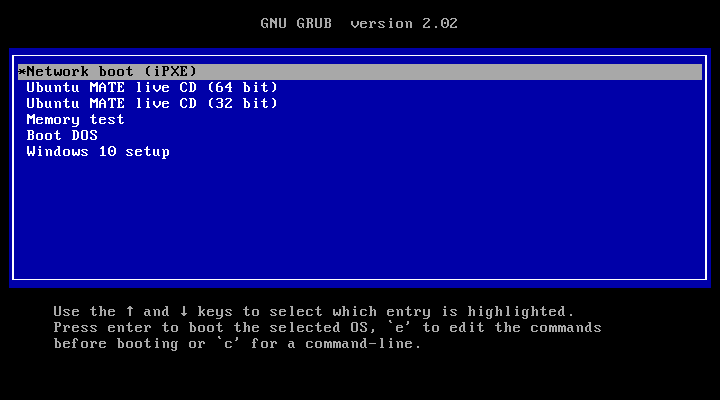 GNU GRUB  version 2.02
*Network boot (iPXE)
Ubuntu MATE live CD (64 bit)
Ubuntu MATE live CD (32 bit)
Memory test
Boot DOS
Windows 10 setup
Use the ↑ and ↓ keys to select which entry is highlighted.
Press enter to boot the selected OS, `e' to edit the commands
before booting or `c' for a command-line.